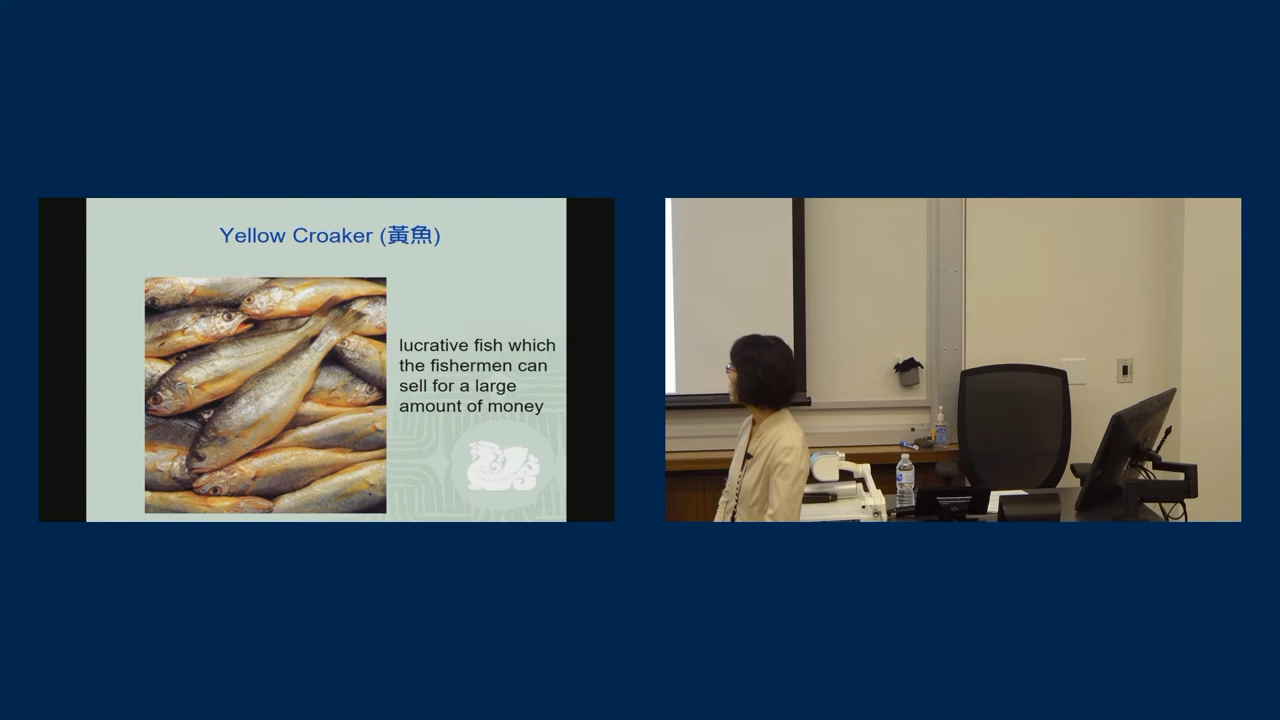 Yellow Croaker (黃魚)
lucrative fish which
the fishermen can
sell for a large
amount of money